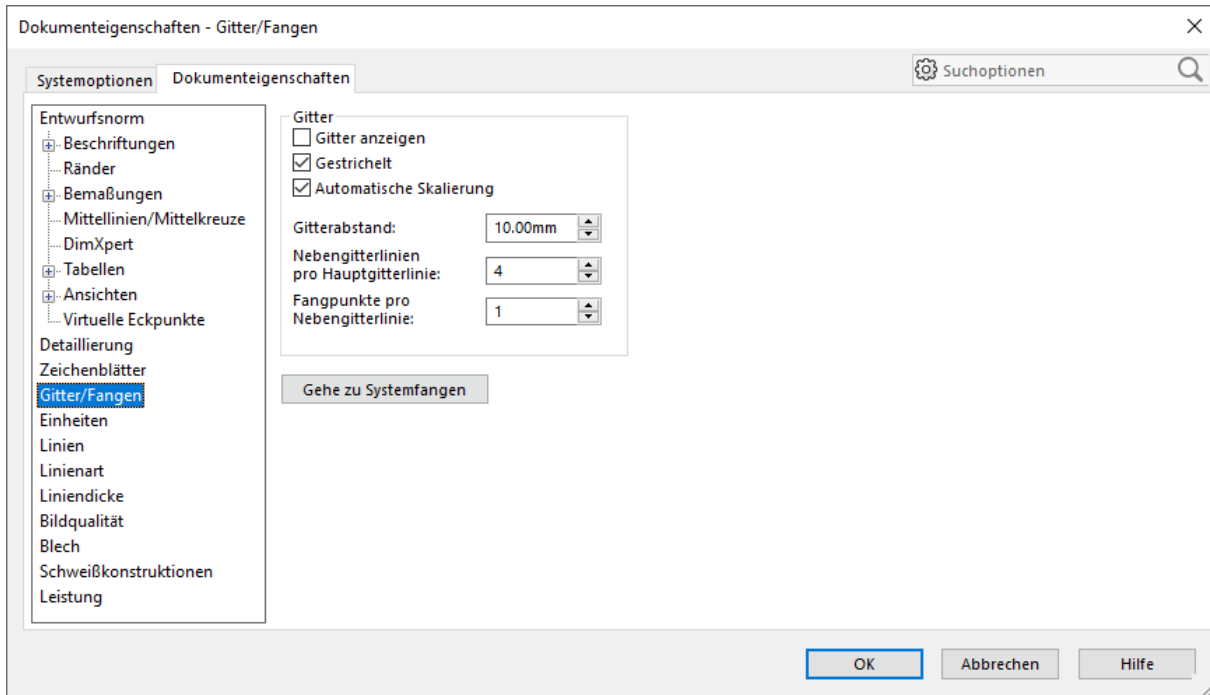 Dokumenteigenschaften - Gitter/Fangen
Systemoptionen
Dokumenteigenschaften
Suchoptionen
Entwurfsnorm
Beschriftungen
Ränder
Bemaßungen
Mittellinien/Mittelkreuze
DimXpert
Tabellen
Ansichten
Virtuelle Eckpunkte
Detaillierung
Zeichenblätter
Gitter/Fangen
Einheiten
Linien
Linienart
Liniendicke
Bildqualität
Blech
Schweißkonstruktionen
Leistung
Gitter
Gitter anzeigen
Gestrichelt
Automatische Skalierung
Gitterabstand:
10.00mm
Nebengitterlinien
pro Hauptgitterlinie:
4
Fangpunkte pro
Nebengitterlinie:
1
Gehe zu Systemfangen
OK
Abbrechen
Hilfe